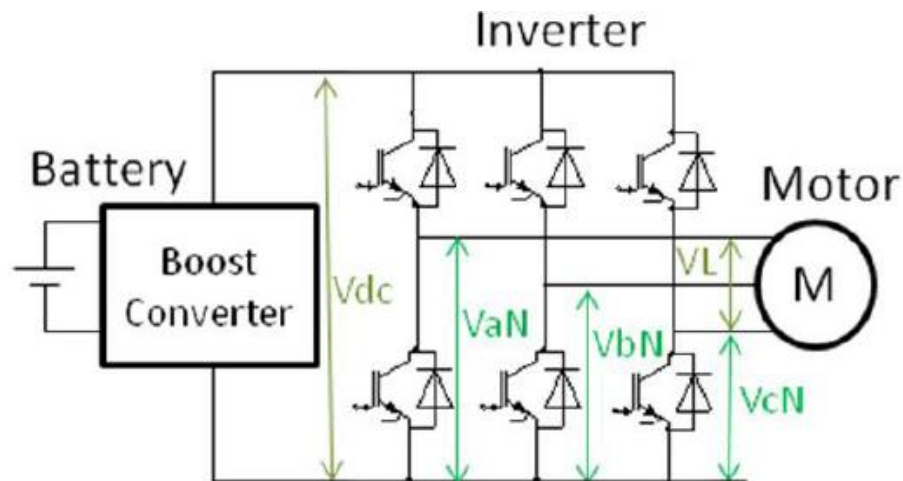 Inverter
Battery
Motor
Boost
Converter
Vdc
VaN
VbN
VL
VcN
M